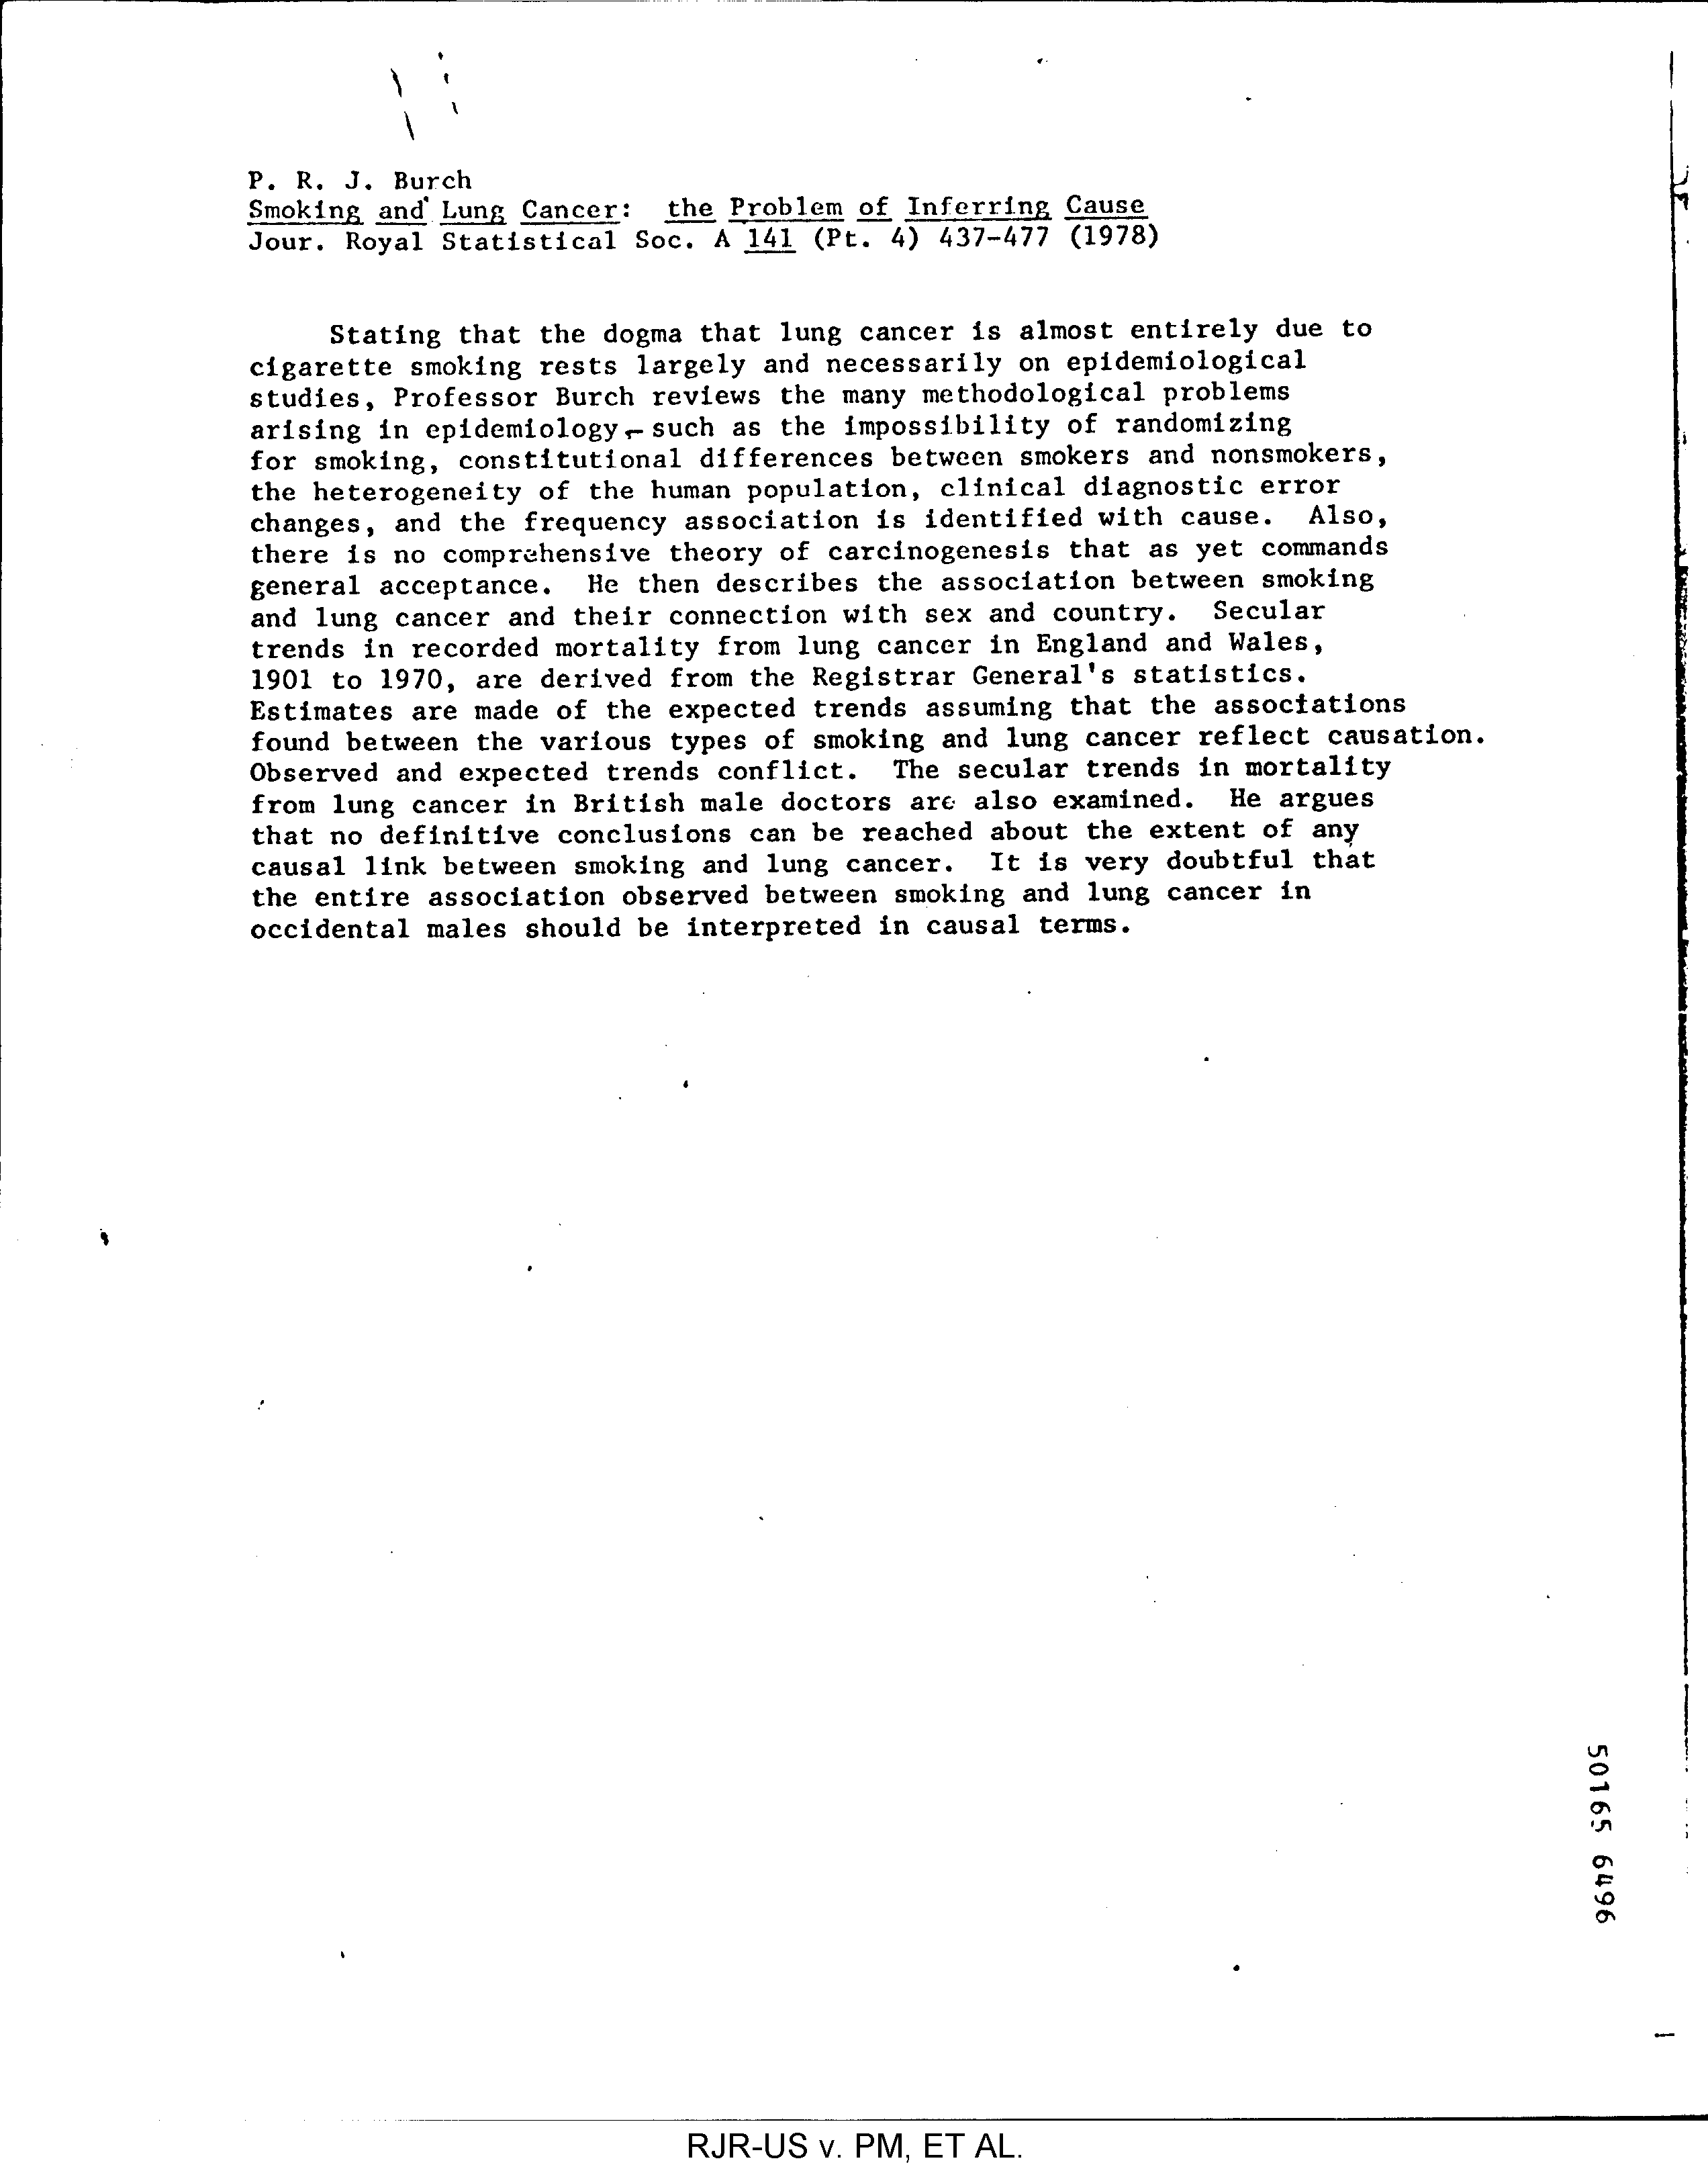 P. R. J. Burch
Smoking and Lung Cancer: the Problem of Inferring Cause
Jour. Royal Statistical Soc. A 141 (Pt. 4) 437-477 (1978)
Stating that the dogma that lung cancer is almost entirely due to
cigarette smoking rests largely and necessarily on epidemiological
studies, Professor Burch reviews the many methodological problems
arising in epidemiology - such as the impossibility of randomizing
for smoking, constitutional differences between smokers and nonsmokers,
the heterogeneity of the human population, clinical diagnostic error
changes, and the frequency association is identified with cause. Also,
there is no comprehensive theory of carcinogenesis that as yet commands
general acceptance. He then describes the association between smoking
and lung cancer and their connection with sex and country. Secular
trends in recorded mortality from lung cancer in England and Wales,
1901 to 1970, are derived from the Registrar General's statistics.
Estimates are made of the expected trends assuming that the associations
found between the various types of smoking and lung cancer reflect causation.
Observed and expected trends conflict. The secular trends in mortality
from lung cancer in British male doctors are also examined. He argues
that no definitive conclusions can be reached about the extent of any
causal link between smoking and lung cancer. It is very doubtful that
the entire association observed between smoking and lung cancer in
occidental males should be interpreted in causal terms.
50165 6496
RJR-US v. PM, ET AL.